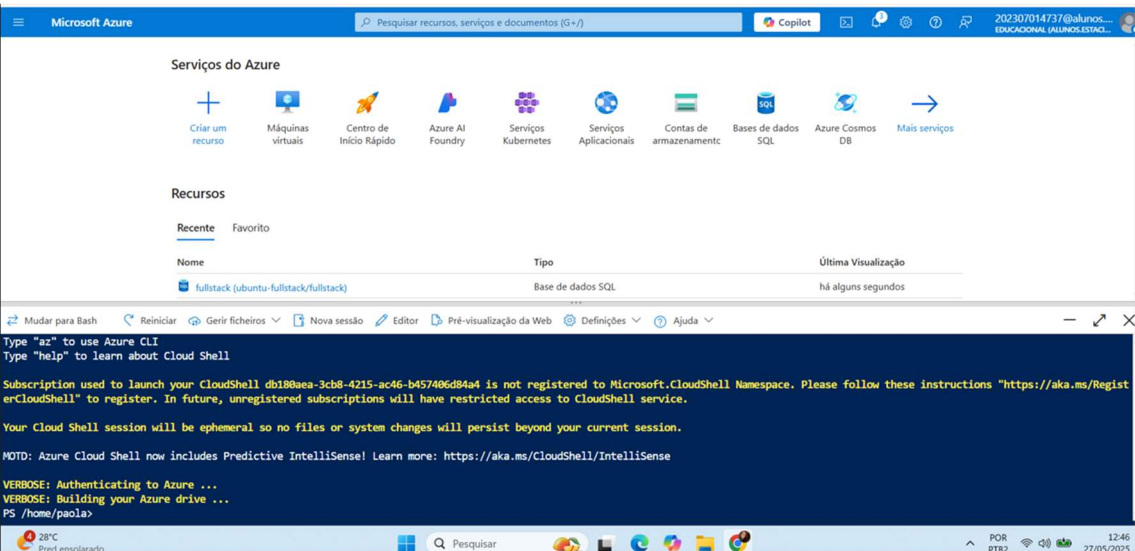 Microsoft Azure
Pesquisar recursos, serviços e documentos (G+/)
Copilot
202307014737@alunos....
EDUCACIONAL (ALUNOS.ESTACI...
Serviços do Azure
Criar um recurso
Máquinas virtuais
Centro de Início Rápido
Azure AI Foundry
Serviços Kubernetes
Serviços Aplicacionais
Contas de armazenamento
Bases de dados SQL
Azure Cosmos DB
Mais serviços
Recursos
Recente Favorito
Nome Tipo Última Visualização
fullstack (ubuntu-fullstack/fullstack) Base de dados SQL há alguns segundos
Mudar para Bash Reiniciar Gerir ficheiros Nova sessão Editor Pré-visualização da Web Definições Ajuda
Type "az" to use Azure CLI
Type "help" to learn about Cloud Shell
Subscription used to launch your CloudShell db180aea-3cb8-4215-ac46-b457406d84a4 is not registered to Microsoft.CloudShell Namespace. Please follow these instructions "https://aka.ms/Regist
erCloudShell" to register. In future, unregistered subscriptions will have restricted access to CloudShell service.
Your Cloud Shell session will be ephemeral so no files or system changes will persist beyond your current session.
MOTD: Azure Cloud Shell now includes Predictive IntelliSense! Learn more: https://aka.ms/CloudShell/IntelliSense
VERBOSE: Authenticating to Azure ...
VERBOSE: Building your Azure drive ...
PS /home/paola>
4
28°C
Pred ensolarado
Pesquisar
POR
PTB2
12:46
27/05/2025